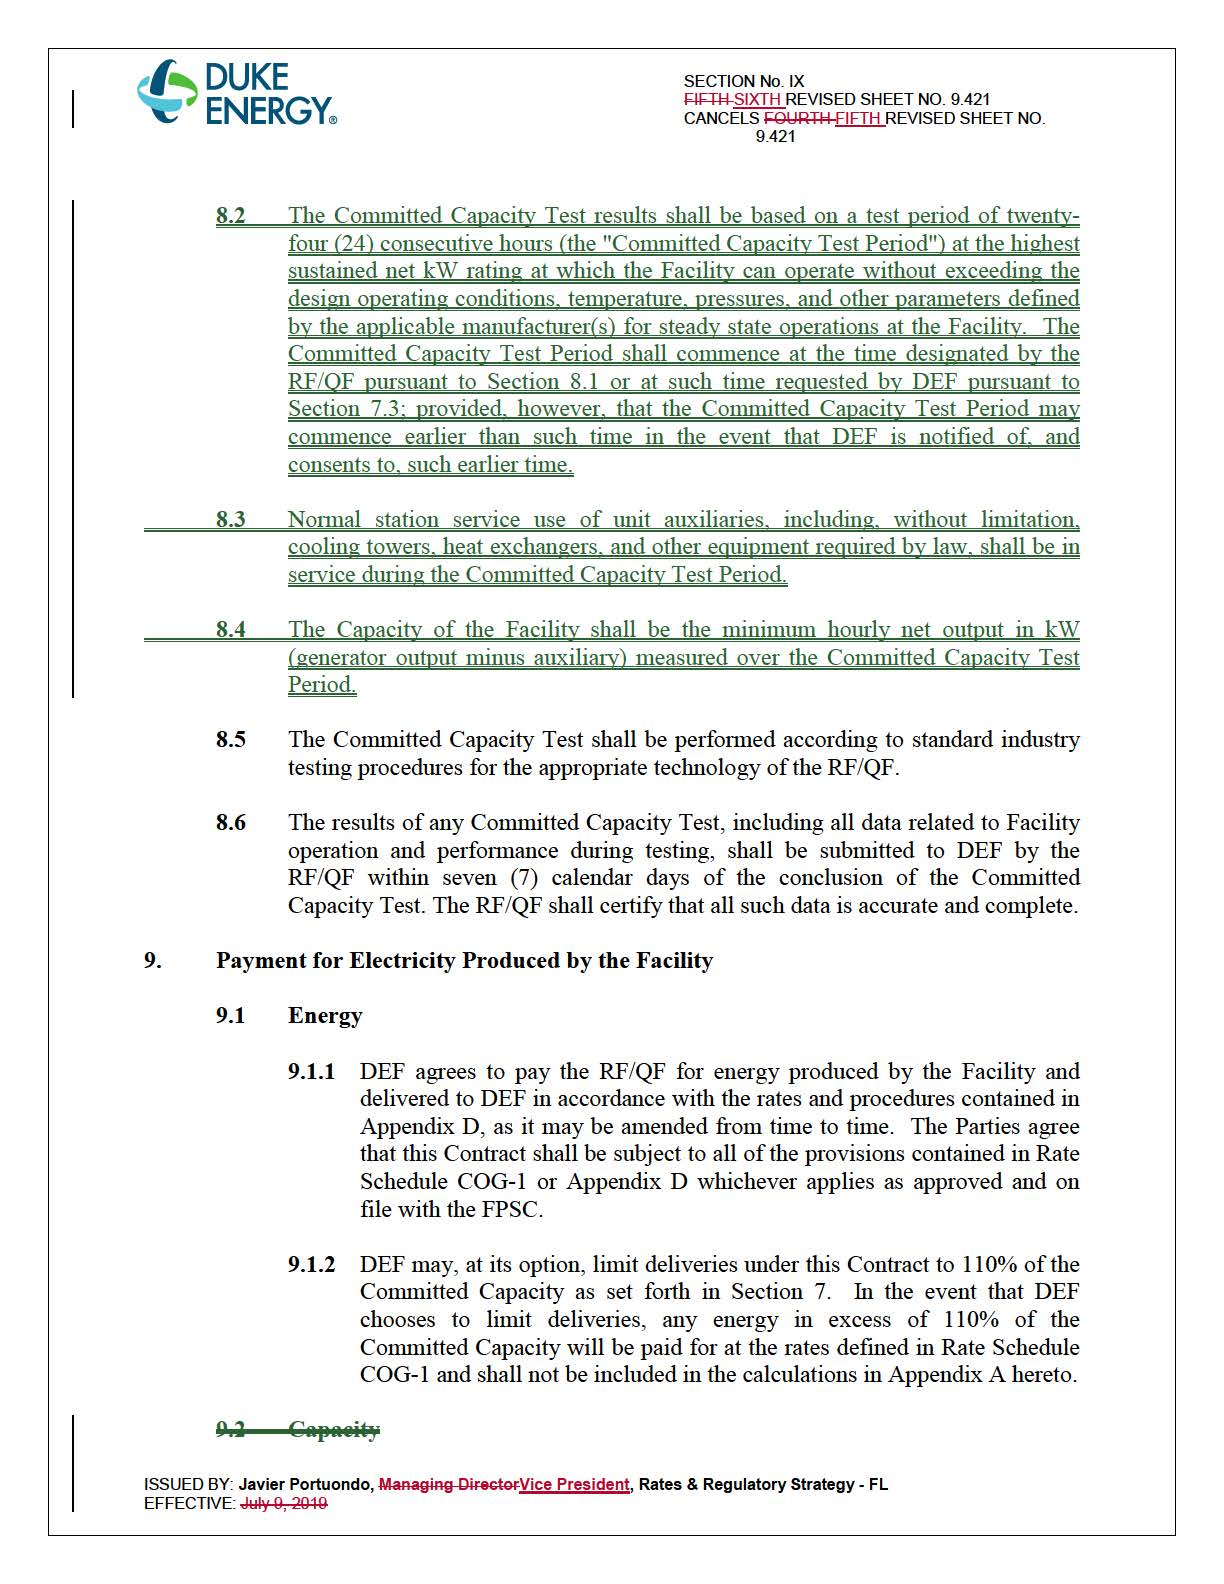 DUKE
ENERGY®
SECTION No. IX
FIFTH SIXTH REVISED SHEET NO. 9.421
CANCELS FOURTH FIFTH REVISED SHEET NO.
9.421
8.2 The Committed Capacity Test results shall be based on a test period of twenty-
four (24) consecutive hours (the "Committed Capacity Test Period") at the highest
sustained net kW rating at which the Facility can operate without exceeding the
design operating conditions, temperature, pressures, and other parameters defined
by the applicable manufacturer(s) for steady state operations at the Facility. The
Committed Capacity Test Period shall commence at the time designated by the
RF/QF pursuant to Section 8.1 or at such time requested by DEF pursuant to
Section 7.3; provided, however, that the Committed Capacity Test Period may
commence earlier than such time in the event that DEF is notified of, and
consents to, such earlier time.
8.3 Normal station service use of unit auxiliaries, including, without limitation,
cooling towers, heat exchangers, and other equipment required by law, shall be in
service during the Committed Capacity Test Period.
8.4 The Capacity of the Facility shall be the minimum hourly net output in kW
(generator output minus auxiliary) measured over the Committed Capacity Test
Period.
8.5 The Committed Capacity Test shall be performed according to standard industry
testing procedures for the appropriate technology of the RF/QF.
8.6 The results of any Committed Capacity Test, including all data related to Facility
operation and performance during testing, shall be submitted to DEF by the
RF/QF within seven (7) calendar days of the conclusion of the Committed
Capacity Test. The RF/QF shall certify that all such data is accurate and complete.
9. Payment for Electricity Produced by the Facility
9.1 Energy
9.1.1 DEF agrees to pay the RF/QF for energy produced by the Facility and
delivered to DEF in accordance with the rates and procedures contained in
Appendix D, as it may be amended from time to time. The Parties agree
that this Contract shall be subject to all of the provisions contained in Rate
Schedule COG-1 or Appendix D whichever applies as approved and on
file with the FPSC.
9.1.2 DEF may, at its option, limit deliveries under this Contract to 110% of the
Committed Capacity as set forth in Section 7. In the event that DEF
chooses to limit deliveries, any energy in excess of 110% of the
Committed Capacity will be paid for at the rates defined in Rate Schedule
COG-1 and shall not be included in the calculations in Appendix A hereto.
9.2 Capacity
ISSUED BY: Javier Portuondo, Managing DirectorVice President, Rates & Regulatory Strategy - FL
EFFECTIVE: July 9, 2019